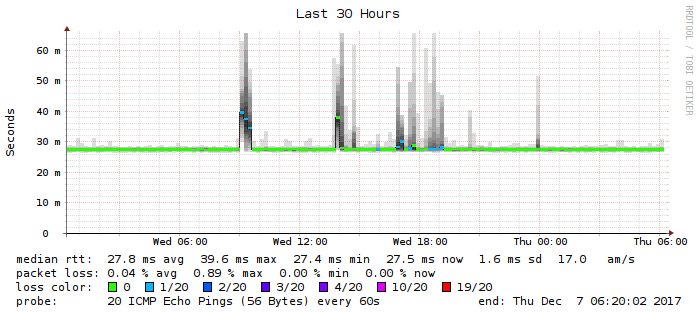 Last 30 Hours
RRDTOOL / TOBI OETIKER
Seconds
60 m
50 m
40 m
30 m
20 m
10 m
0
Wed 06:00 Wed 12:00 Wed 18:00 Thu 00:00 Thu 06:00
median rtt: 27.8 ms avg 39.6 ms max 27.4 ms min 27.5 ms now 1.6 ms sd 17.0 am/s
packet loss: 0.04 % avg 0.89 % max 0.00 % min 0.00 % now
loss color: 0 1/20 2/20 3/20 4/20 10/20 19/20
probe: 20 ICMP Echo Pings (56 Bytes) every 60s end: Thu Dec 7 06:20:02 2017